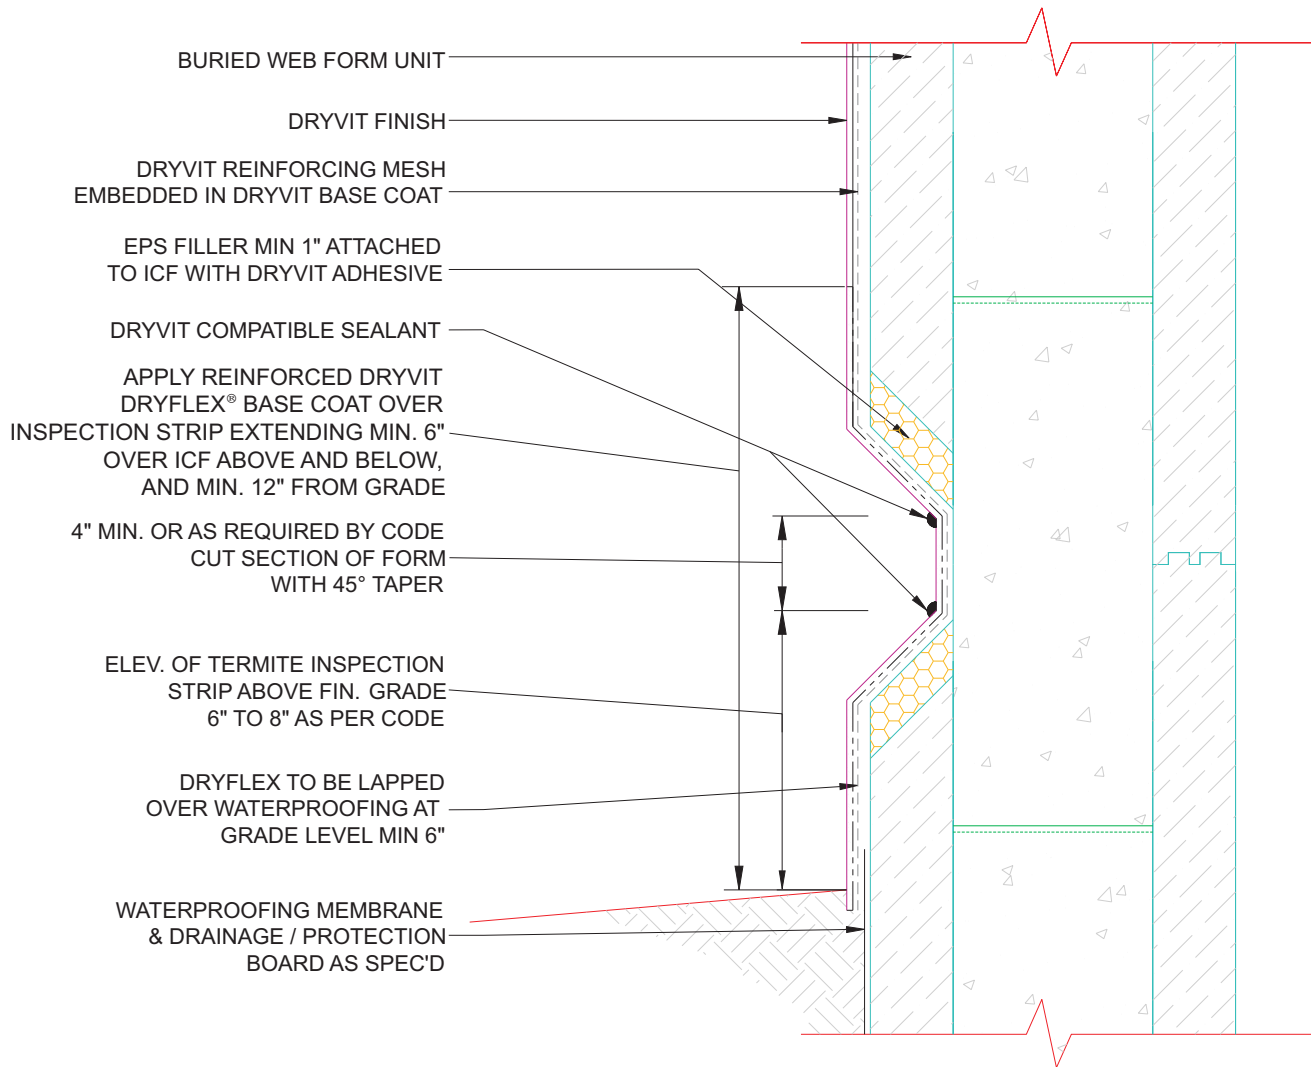 BURIED WEB FORM UNIT
DRYVIT FINISH
DRYVIT REINFORCING MESH
EMBEDDED IN DRYVIT BASE COAT
EPS FILLER MIN 1" ATTACHED
TO ICF WITH DRYVIT ADHESIVE
DRYVIT COMPATIBLE SEALANT
APPLY REINFORCED DRYVIT
DRYFLEX® BASE COAT OVER
INSPECTION STRIP EXTENDING MIN. 6"
OVER ICF ABOVE AND BELOW,
AND MIN. 12" FROM GRADE
4" MIN. OR AS REQUIRED BY CODE
CUT SECTION OF FORM
WITH 45° TAPER
ELEV. OF TERMITE INSPECTION
STRIP ABOVE FIN. GRADE
6" TO 8" AS PER CODE
DRYFLEX TO BE LAPPED
OVER WATERPROOFING AT
GRADE LEVEL MIN 6"
WATERPROOFING MEMBRANE
& DRAINAGE / PROTECTION
BOARD AS SPEC'D